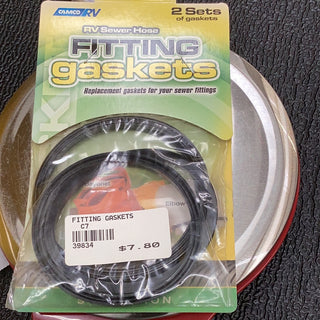 CAMCO RV
2 Sets
of gaskets
RV Sewer Hose
FITTING
gaskets
Replacement gaskets for your sewer fittings
Elbow
FITTING GASKETS
C7
39834
$7.80